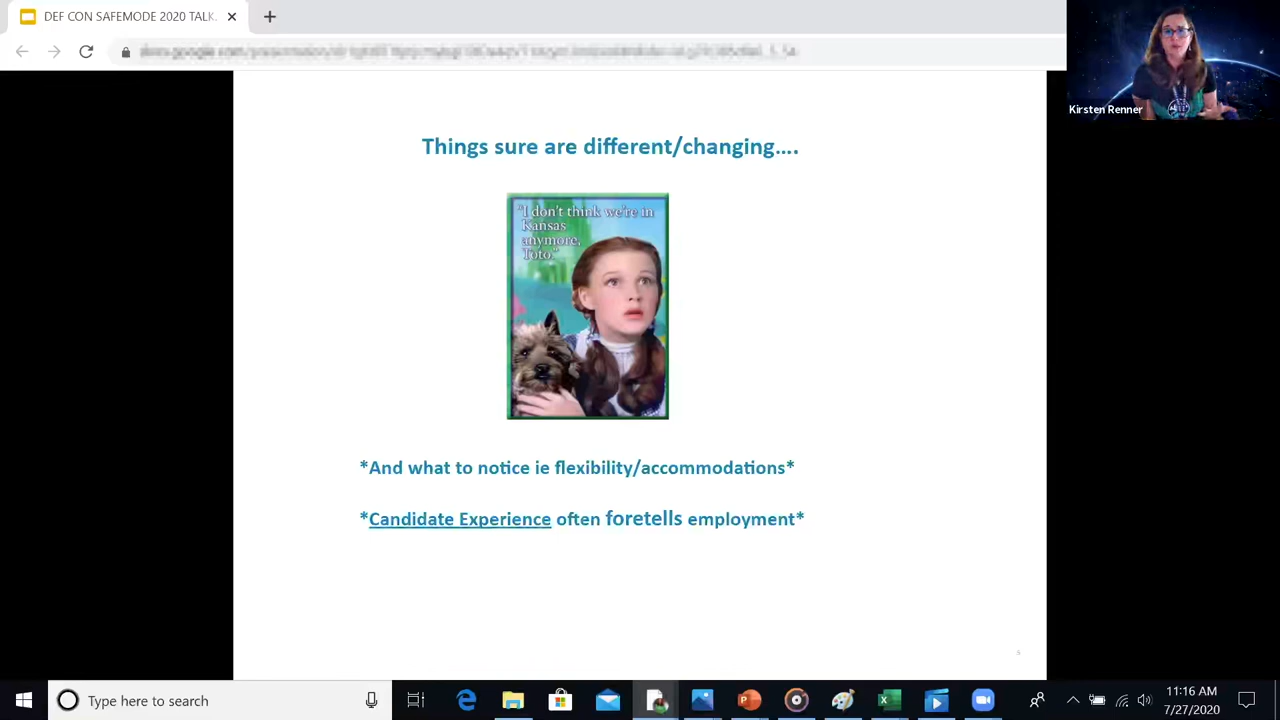 DEF CON SAFEMODE 2020 TALK.
Kirsten Renner
Things sure are different/changing....
"I don't think we're in
Kansas
anymore,
Toto."
*And what to notice ie flexibility/accommodations*
*Candidate Experience often foretells employment*
Type here to search
11:16 AM
7/27/2020